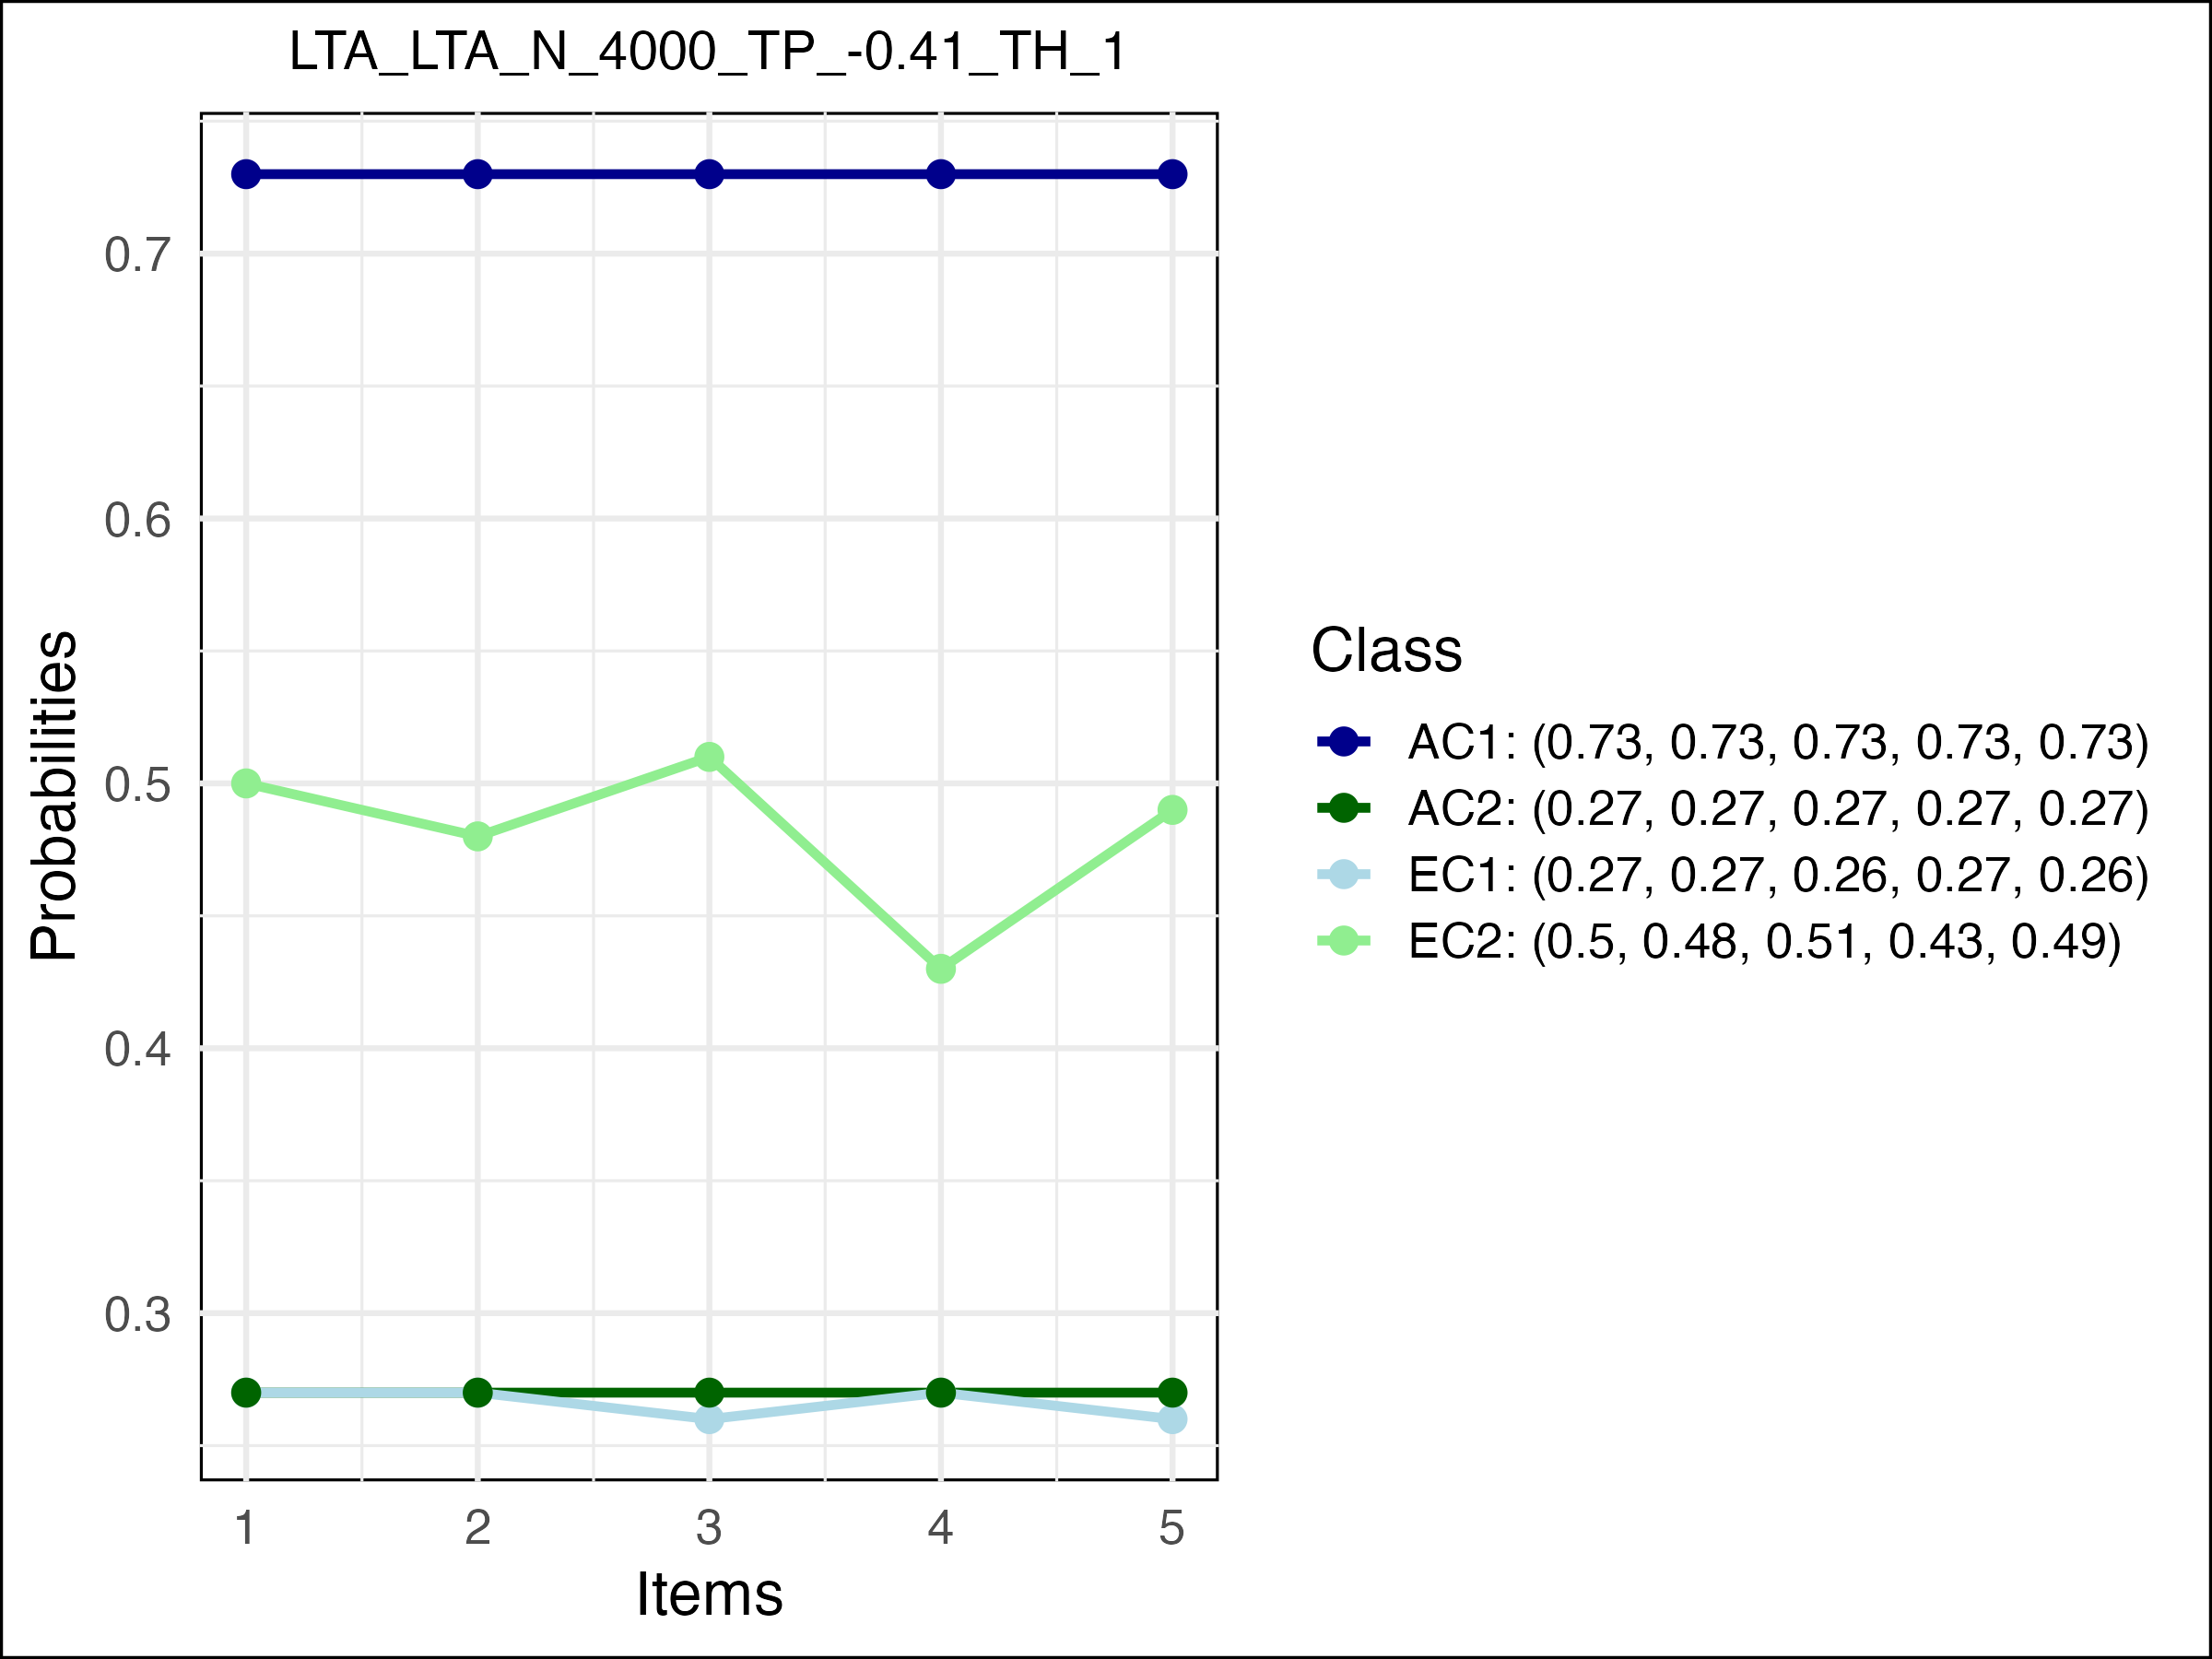 LTA_LTA_N_4000_TP_-0.41_TH_1
0.7
0.6
0.5
0.4
0.3
Probabilities
1 2 3 4 5
Items
Class
AC1: (0.73, 0.73, 0.73, 0.73, 0.73)
AC2: (0.27, 0.27, 0.27, 0.27, 0.27)
EC1: (0.27, 0.27, 0.26, 0.27, 0.26)
EC2: (0.5, 0.48, 0.51, 0.43, 0.49)